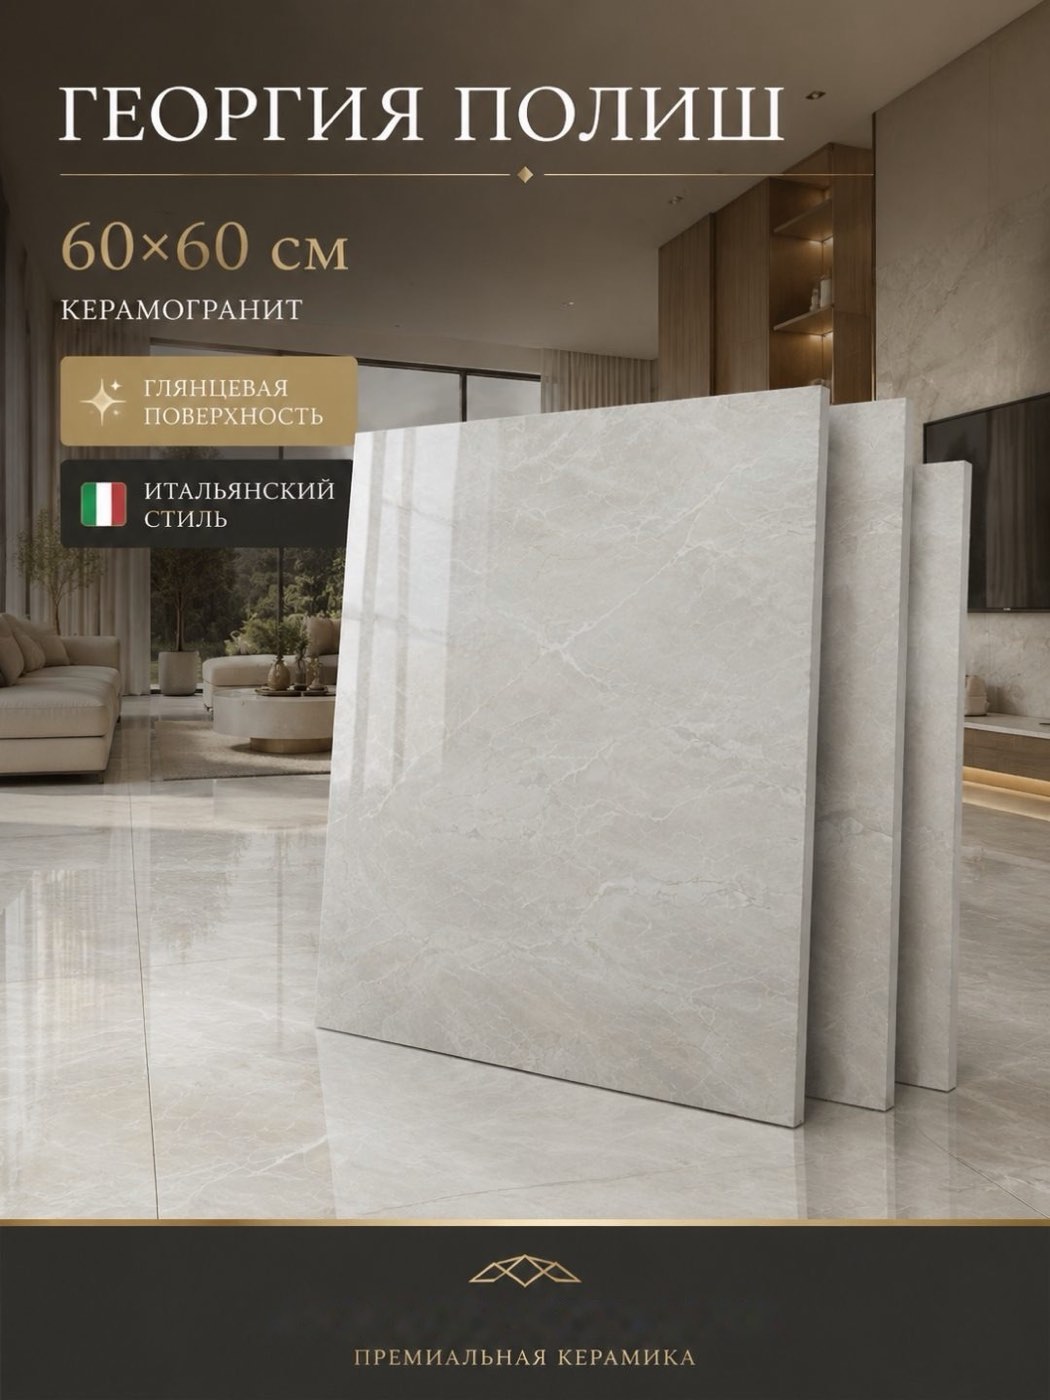 ГЕОРГИЯ ПОЛИШ
60×60 см
КЕРАМОГРАНИТ
ГЛЯНЦЕВАЯ
ПОВЕРХНОСТЬ
ИТАЛЬЯНСКИЙ
СТИЛЬ
ПРЕМИАЛЬНАЯ КЕРАМИКА